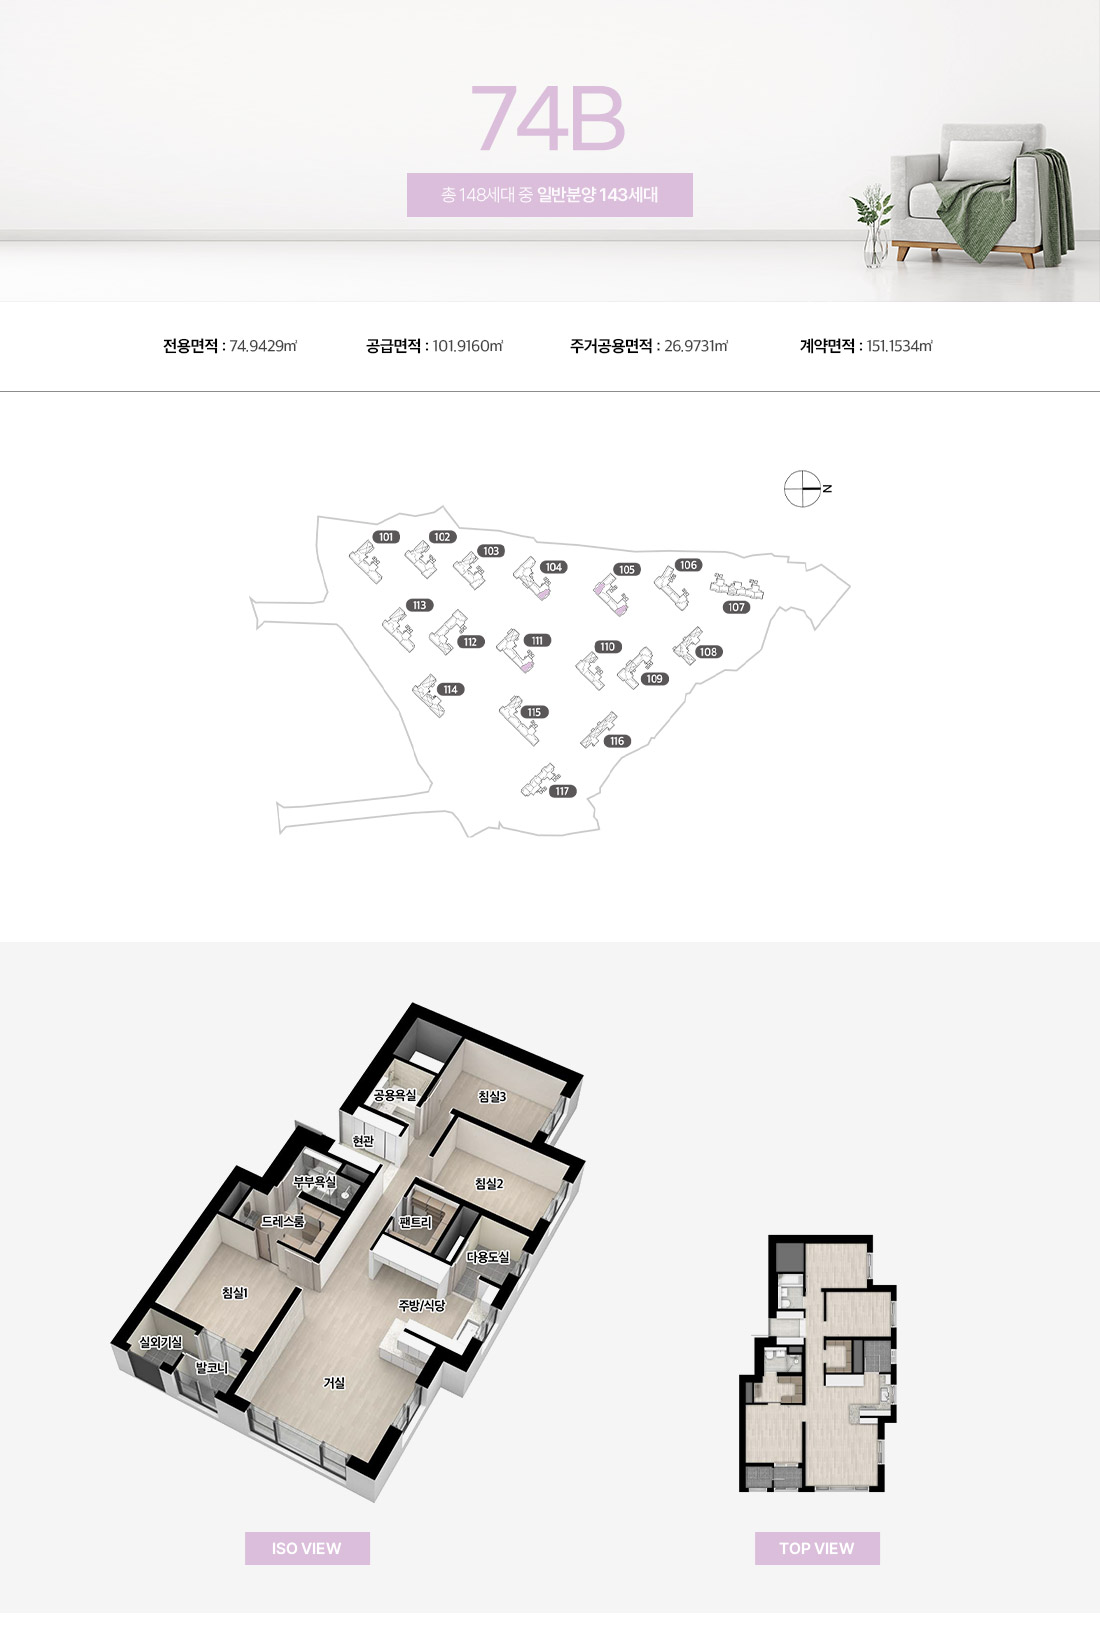 74B
총 148세대 중 일반분양 143세대
전용면적 : 74.9429㎡
공급면적 : 101.9160㎡
주거공용면적 : 26.9731㎡
계약면적 : 151.1534㎡
N
101
102
103
104
105
106
107
113
112
111
110
109
108
114
115
116
117
공용욕실
침실3
현관
부부욕실
침실2
드레스룸
팬트리
다용도실
침실1
주방/식당
실외기실
발코니
거실
ISO VIEW
TOP VIEW